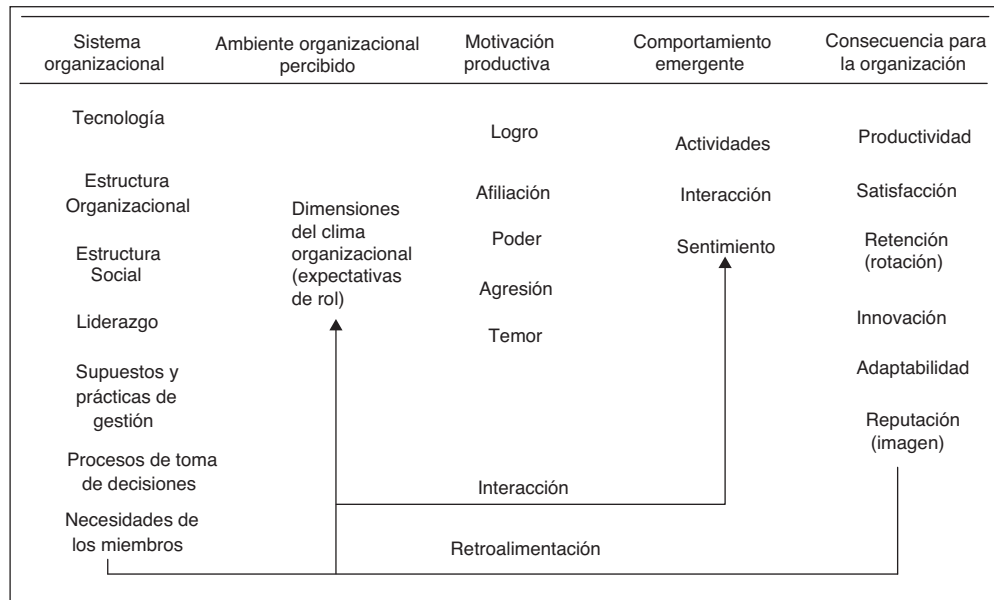 Sistema
organizacional
Ambiente organizacional
percibido
Motivación
productiva
Comportamiento
emergente
Consecuencia para
la organización
Tecnología
Estructura
Organizacional
Estructura
Social
Liderazgo
Supuestos y
prácticas de
gestión
Procesos de toma
de decisiones
Necesidades de
los miembros
Dimensiones
del clima
organizacional
(expectativas
de rol)
Logro
Afiliación
Poder
Agresión
Temor
Actividades
Interacción
Sentimiento
Productividad
Satisfacción
Retención
(rotación)
Innovación
Adaptabilidad
Reputación
(imagen)
Interacción
Retroalimentación